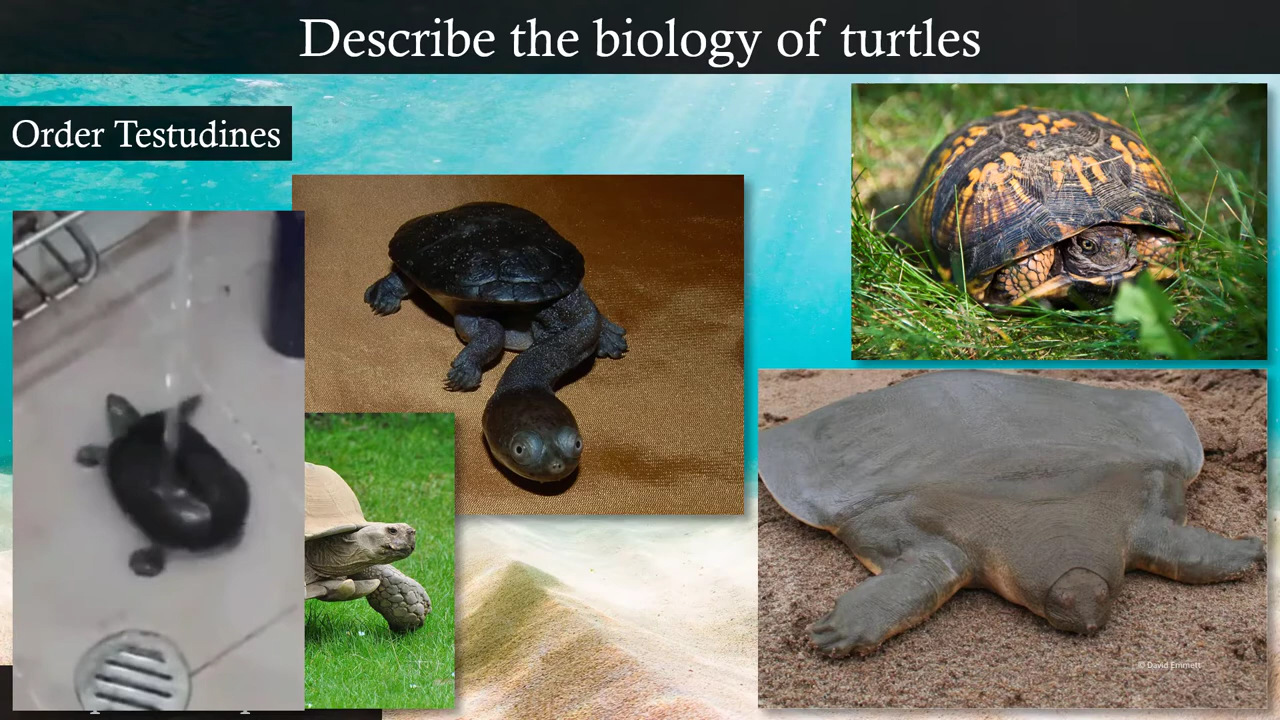 Describe the biology of turtles
Order Testudines
© David Emmett